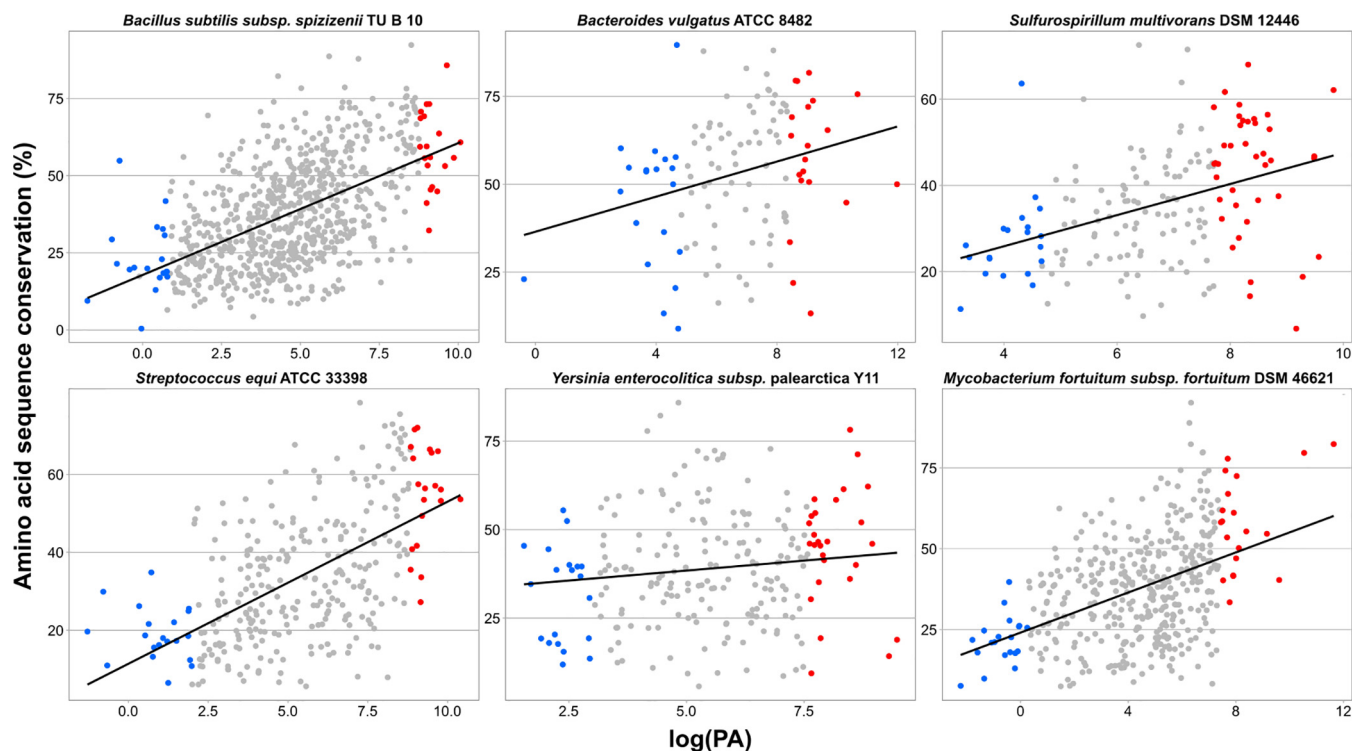 Bacillus subtilis subsp. spizizenii TU B 10
Bacteroides vulgatus ATCC 8482
Sulfurospirillum multivorans DSM 12446
75
50
25
0
0.0 2.5 5.0 7.5 10.0
75
50
25
0 4 8 12
60
40
20
4 6 8 10
Streptococcus equi ATCC 33398
Yersinia enterocolitica subsp. palearctica Y11
Mycobacterium fortuitum subsp. fortuitum DSM 46621
60
40
20
0.0 2.5 5.0 7.5 10.0
75
50
25
2.5 5.0 7.5
75
50
25
0 4 8 12
Amino acid sequence conservation (%)
log(PA)